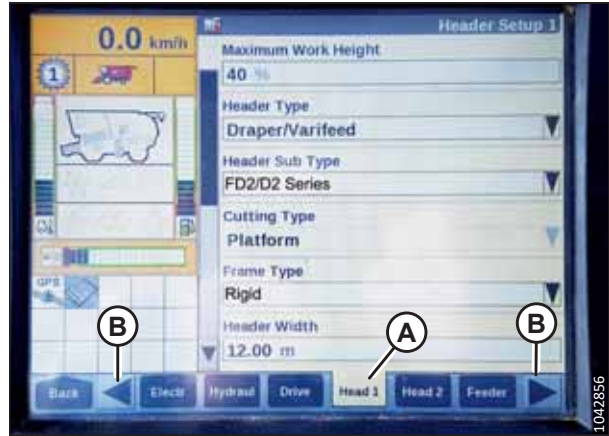 0.0 km/h
Header Setup 1
Maximum Work Height
40 %
1
Header Type
Draper/Varifeed
Header Sub Type
FD2/D2 Series
Cutting Type
Platform
Frame Type
Rigid
GPS
Header Width
12.00 m
B
A
B
Back
Electr
Hydraul
Drive
Head 1
Head 2
Feeder
1042856